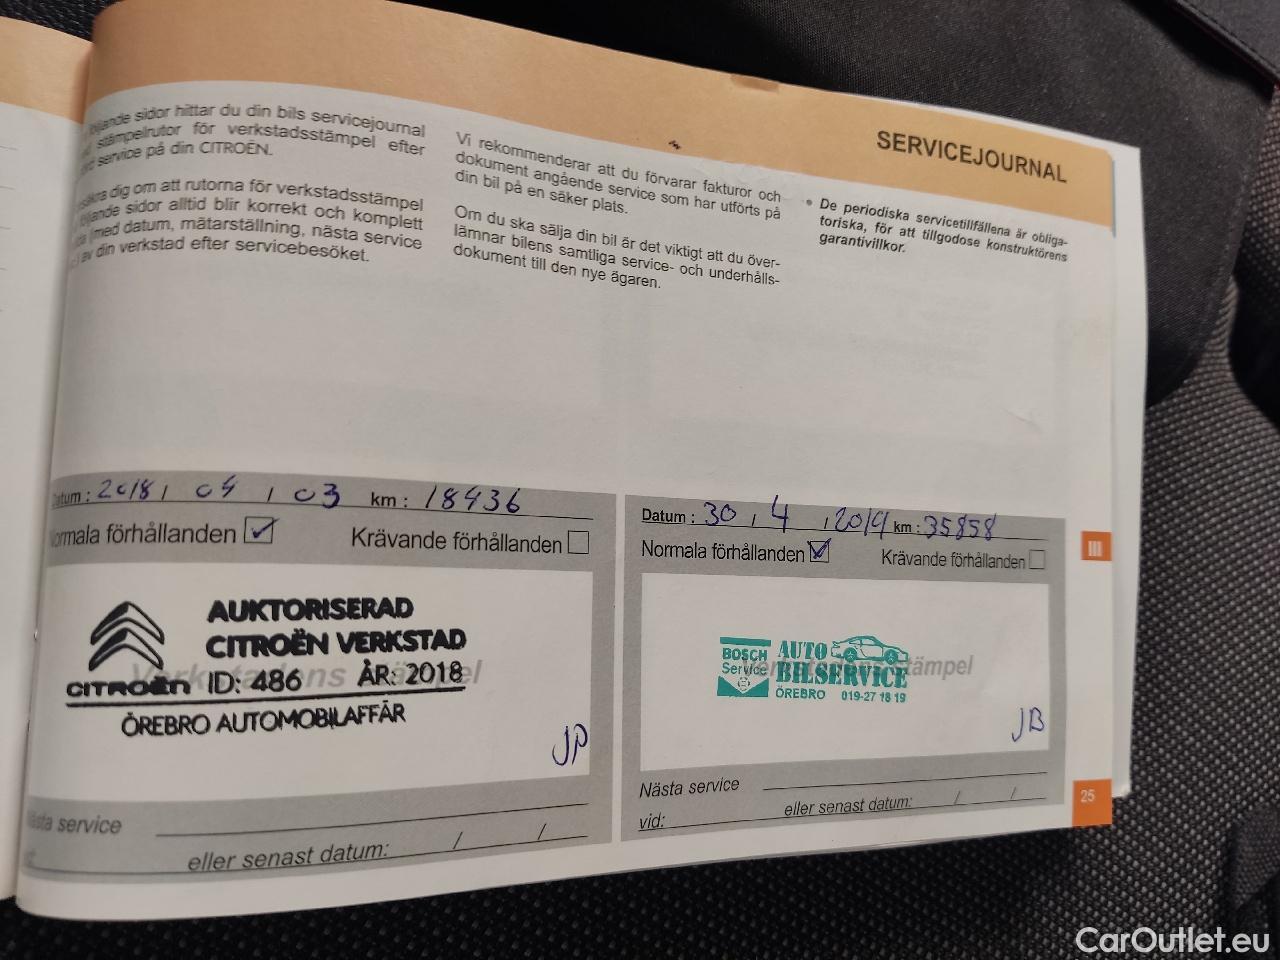 sidor hittar du din bils servicejournal
stämpelrutor för verkstadsstämpel efter
service på din CITROËN.
dig om att rutorna för verkstadsstämpel
sidor alltid blir korrekt och komplett
(med datum, mätarställning, nästa service
av din verkstad efter servicebesöket.
Vi rekommenderar att du förvarar fakturor och
dokument angående service som har utförts på
din bil på en säker plats.
Om du ska sälja din bil är det viktigt att du över-
lämnar bilens samtliga service- och underhålls-
dokument till den nye ägaren.
SERVICEJOURNAL
• De periodiska servicetillfällena är obliga-
toriska, för att tillgodose konstruktörens
garantivillkor.
Datum : 2018 / 04 / 03 km : 18436
Normala förhållanden Krävande förhållanden
AUKTORISERAD
CITROËN VERKSTAD
Verkstadens stämpel
CITROËN ID: 486 ÅR: 2018
ÖREBRO AUTOMOBILAFFÄR
JP
Nästa service
eller senast datum: / /
Datum : 30 / 4 / 2019 km : 35858
Normala förhållanden Krävande förhållanden
BOSCH
Service
AUTO
BILSERVICE
ÖREBRO 019-27 18 19
Verkstadens stämpel
JB
Nästa service
vid: eller senast datum: / /
III
25
CarOutlet.eu